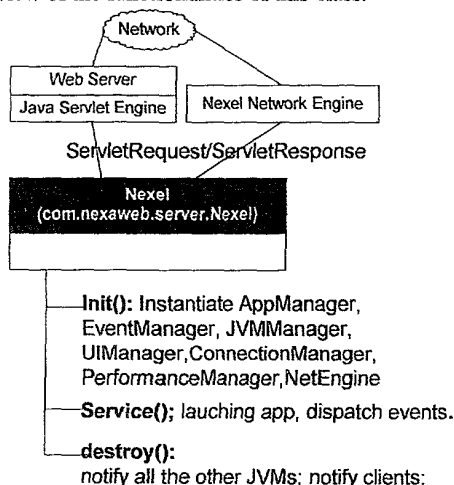 Network
Web Server
Java Servlet Engine
Nexel Network Engine
ServletRequest/ServletResponse
Nexel
(com.nexaweb.server.Nexel)
Init(): Instantiate AppManager,
EventManager, JVMManager,
UIManager,ConnectionManager,
PerformanceManager,NetEngine
Service(); lauching app, dispatch events.
destroy():
notify all the other JVMs; notify clients;